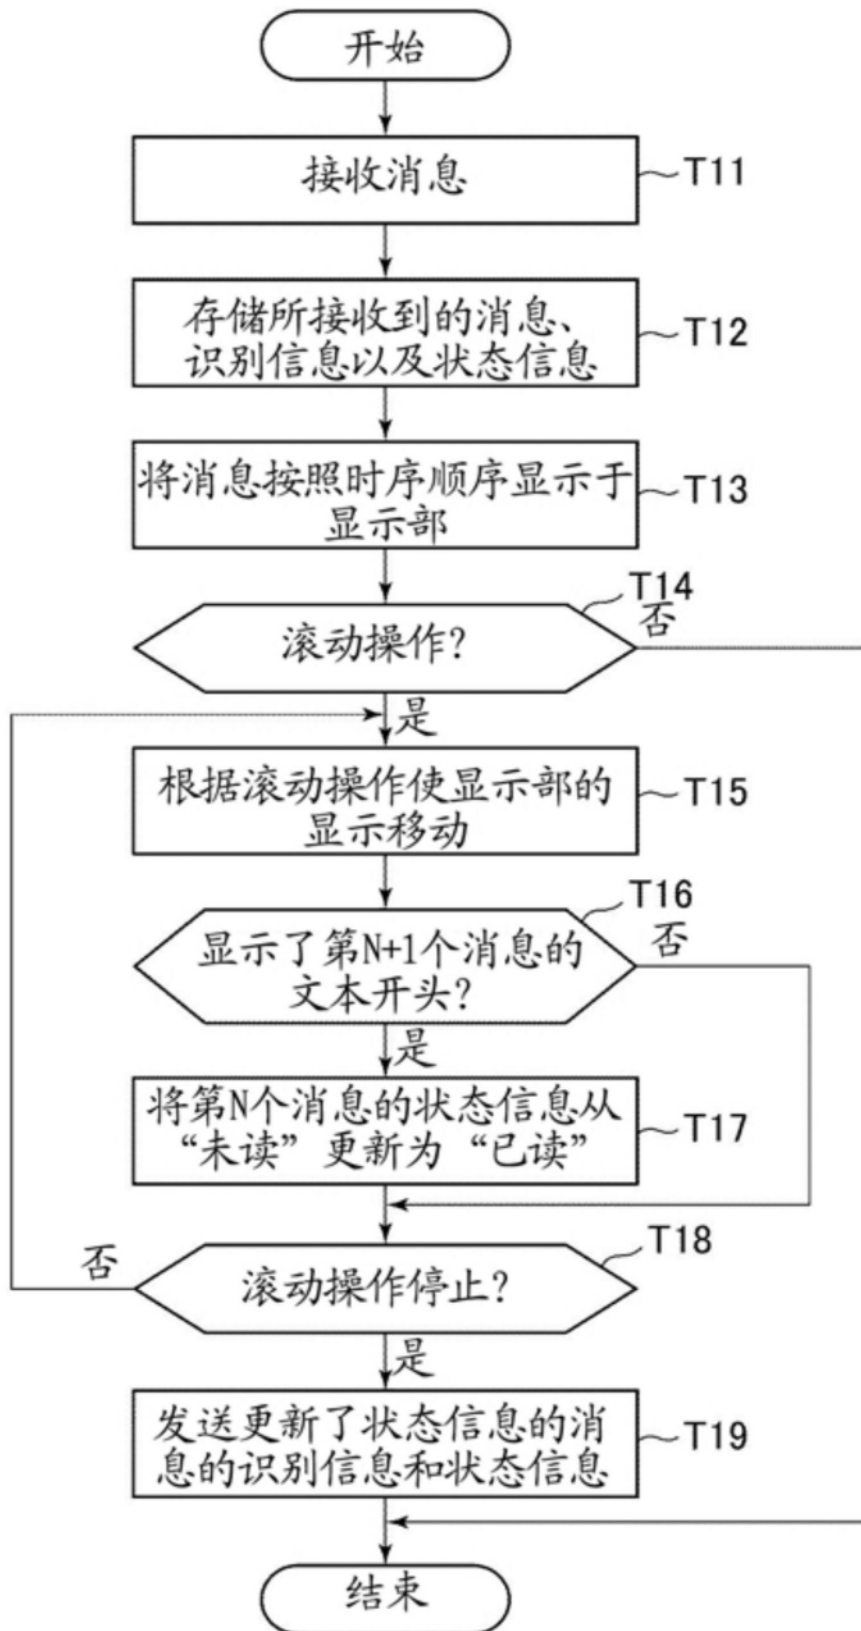 开始
接收消息
T11
存储所接收到的消息、
识别信息以及状态信息
T12
将消息按照时序顺序显示于
显示部
T13
T14
滚动操作?
否
是
根据滚动操作使显示部的
显示移动
T15
T16
显示了第N+1个消息的
文本开头?
否
是
将第N个消息的状态信息从
“未读”更新为“已读”
T17
T18
否
滚动操作停止?
是
发送更新了状态信息的消
息的识别信息和状态信息
T19
结束